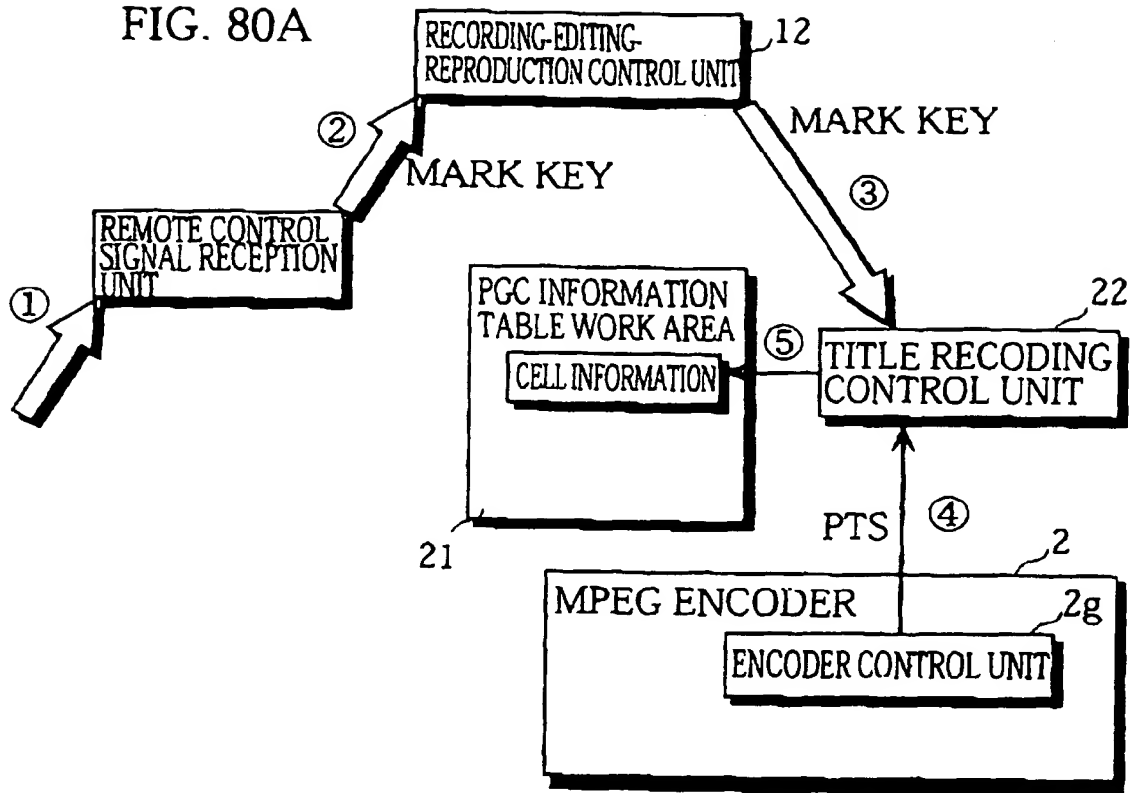 FIG. 80A
RECORDING-EDITING-
REPRODUCTION CONTROL UNIT
12
②
MARK KEY
MARK KEY
③
REMOTE CONTROL
SIGNAL RECEPTION
UNIT
①
PGC INFORMATION
TABLE WORK AREA
CELL INFORMATION
⑤
22
TITLE RECODING
CONTROL UNIT
21
PTS
④
2
MPEG ENCODER
2g
ENCODER CONTROL UNIT